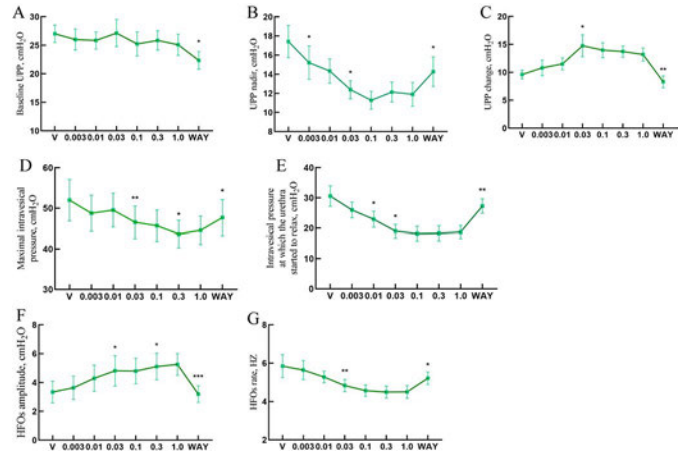 A
Baseline UPP, cmH₂O
30
25
20
15
10
*
V 0.003 0.01 0.03 0.1 0.3 1.0 WAY
B
UPP nadir, cmH₂O
20
18
16
14
12
10
* * *
V 0.003 0.01 0.03 0.1 0.3 1.0 WAY
C
UPP change, cmH₂O
20
15
10
5
0
* **
V 0.003 0.01 0.03 0.1 0.3 1.0 WAY
D
Maximal intravesical
pressure, cmH₂O
60
50
40
30
** * *
V 0.003 0.01 0.03 0.1 0.3 1.0 WAY
E
Intravesical pressure
at which the urethra
started to relax, cmH₂O
40
30
20
10
0
* * **
V 0.003 0.01 0.03 0.1 0.3 1.0 WAY
F
HFOs amplitude, cmH₂O
8
6
4
2
0
* * ***
V 0.003 0.01 0.03 0.1 0.3 1.0 WAY
G
HFOs rate, HZ
8
6
4
2
** *
V 0.003 0.01 0.03 0.1 0.3 1.0 WAY